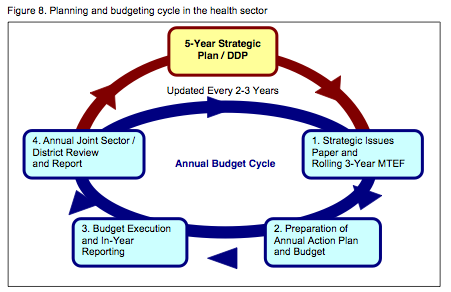 Figure 8. Planning and budgeting cycle in the health sector
5-Year Strategic
Plan / DDP
Updated Every 2-3 Years
4. Annual Joint Sector /
District Review
and Report
Annual Budget Cycle
1. Strategic Issues
Paper and
Rolling 3-Year MTEF
3. Budget Execution
and In-Year
Reporting
2. Preparation of
Annual Action Plan
and Budget